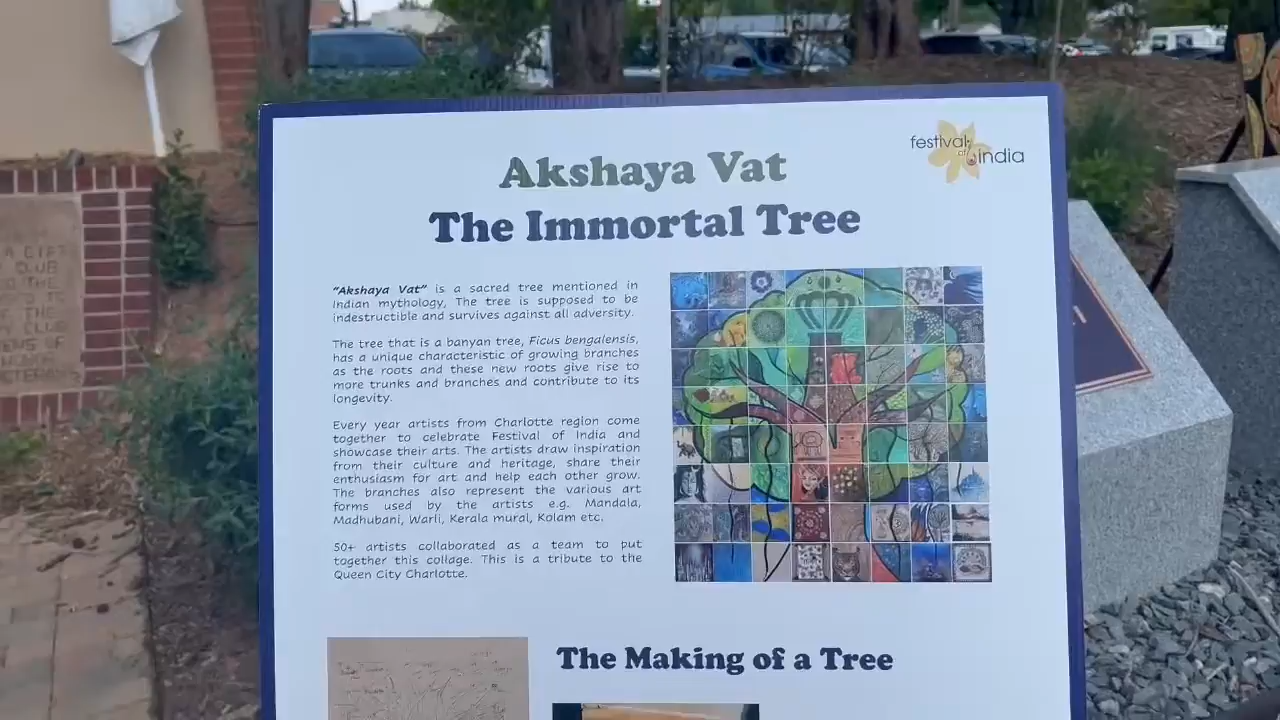 festival
of india
Akshaya Vat
The Immortal Tree
"Akshaya Vat" is a sacred tree mentioned in
Indian mythology, The tree is supposed to be
indestructible and survives against all adversity.
The tree that is a banyan tree, Ficus bengalensis,
has a unique characteristic of growing branches
as the roots and these new roots give rise to
more trunks and branches and contribute to its
longevity.
Every year artists from Charlotte region come
together to celebrate Festival of India and
showcase their arts. The artists draw inspiration
from their culture and heritage, share their
enthusiasm for art and help each other grow.
The branches also represent the various art
forms used by the artists e.g. Mandala,
Madhubani, Warli, Kerala mural, Kolam etc.
50+ artists collaborated as a team to put
together this collage. This is a tribute to the
Queen City Charlotte.
The Making of a Tree
A GIFT
CLUB
THE
OF THE
CLUB
OF